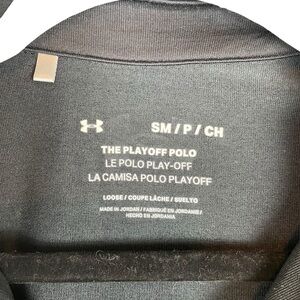 SM / P / CH
THE PLAYOFF POLO
LE POLO PLAY-OFF
LA CAMISA POLO PLAYOFF
LOOSE / COUPE LÂCHE / SUELTO
MADE IN JORDAN / FABRIQUÉ EN JORDANIE /
HECHO EN JORDANIA